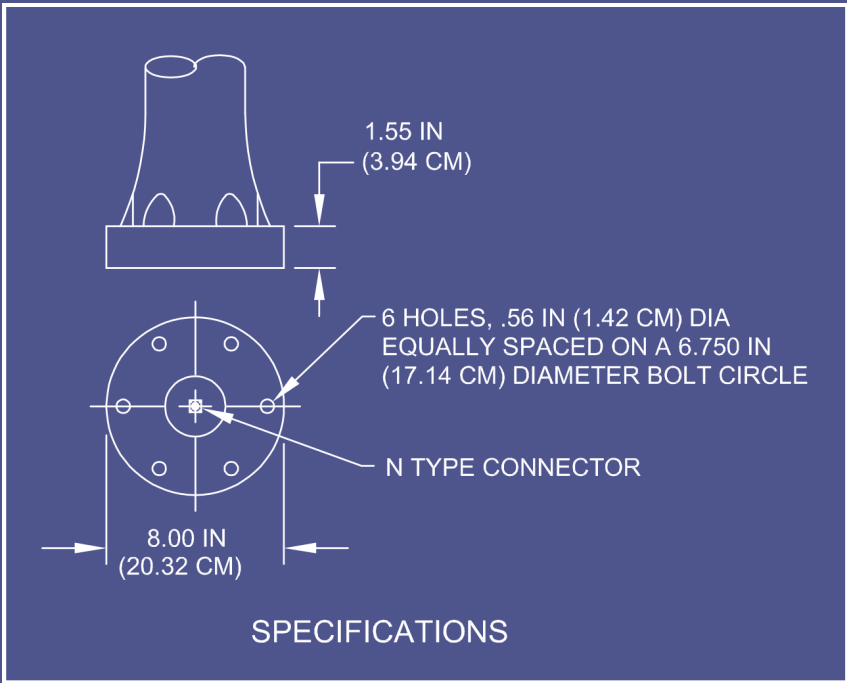 1.55 IN
(3.94 CM)
6 HOLES, .56 IN (1.42 CM) DIA
EQUALLY SPACED ON A 6.750 IN
(17.14 CM) DIAMETER BOLT CIRCLE
N TYPE CONNECTOR
8.00 IN
(20.32 CM)
SPECIFICATIONS